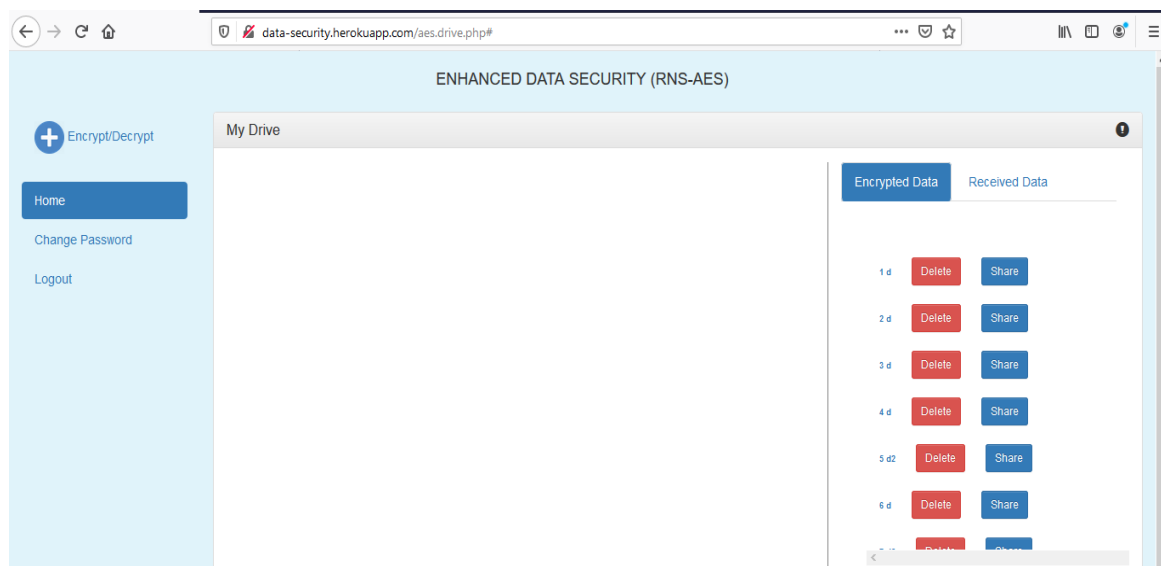 data-security.herokuapp.com/aes.drive.php#
ENHANCED DATA SECURITY (RNS-AES)
Encrypt/Decrypt
Home
Change Password
Logout
My Drive
Encrypted Data Received Data
1 d Delete Share
2 d Delete Share
3 d Delete Share
4 d Delete Share
5 d2 Delete Share
6 d Delete Share
Delete Share